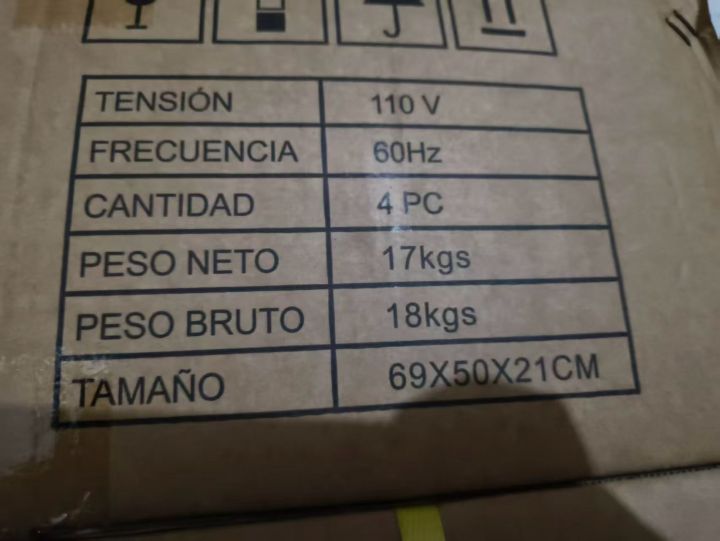 TENSIÓN 110 V
FRECUENCIA 60Hz
CANTIDAD 4 PC
PESO NETO 17kgs
PESO BRUTO 18kgs
TAMAÑO 69X50X21CM